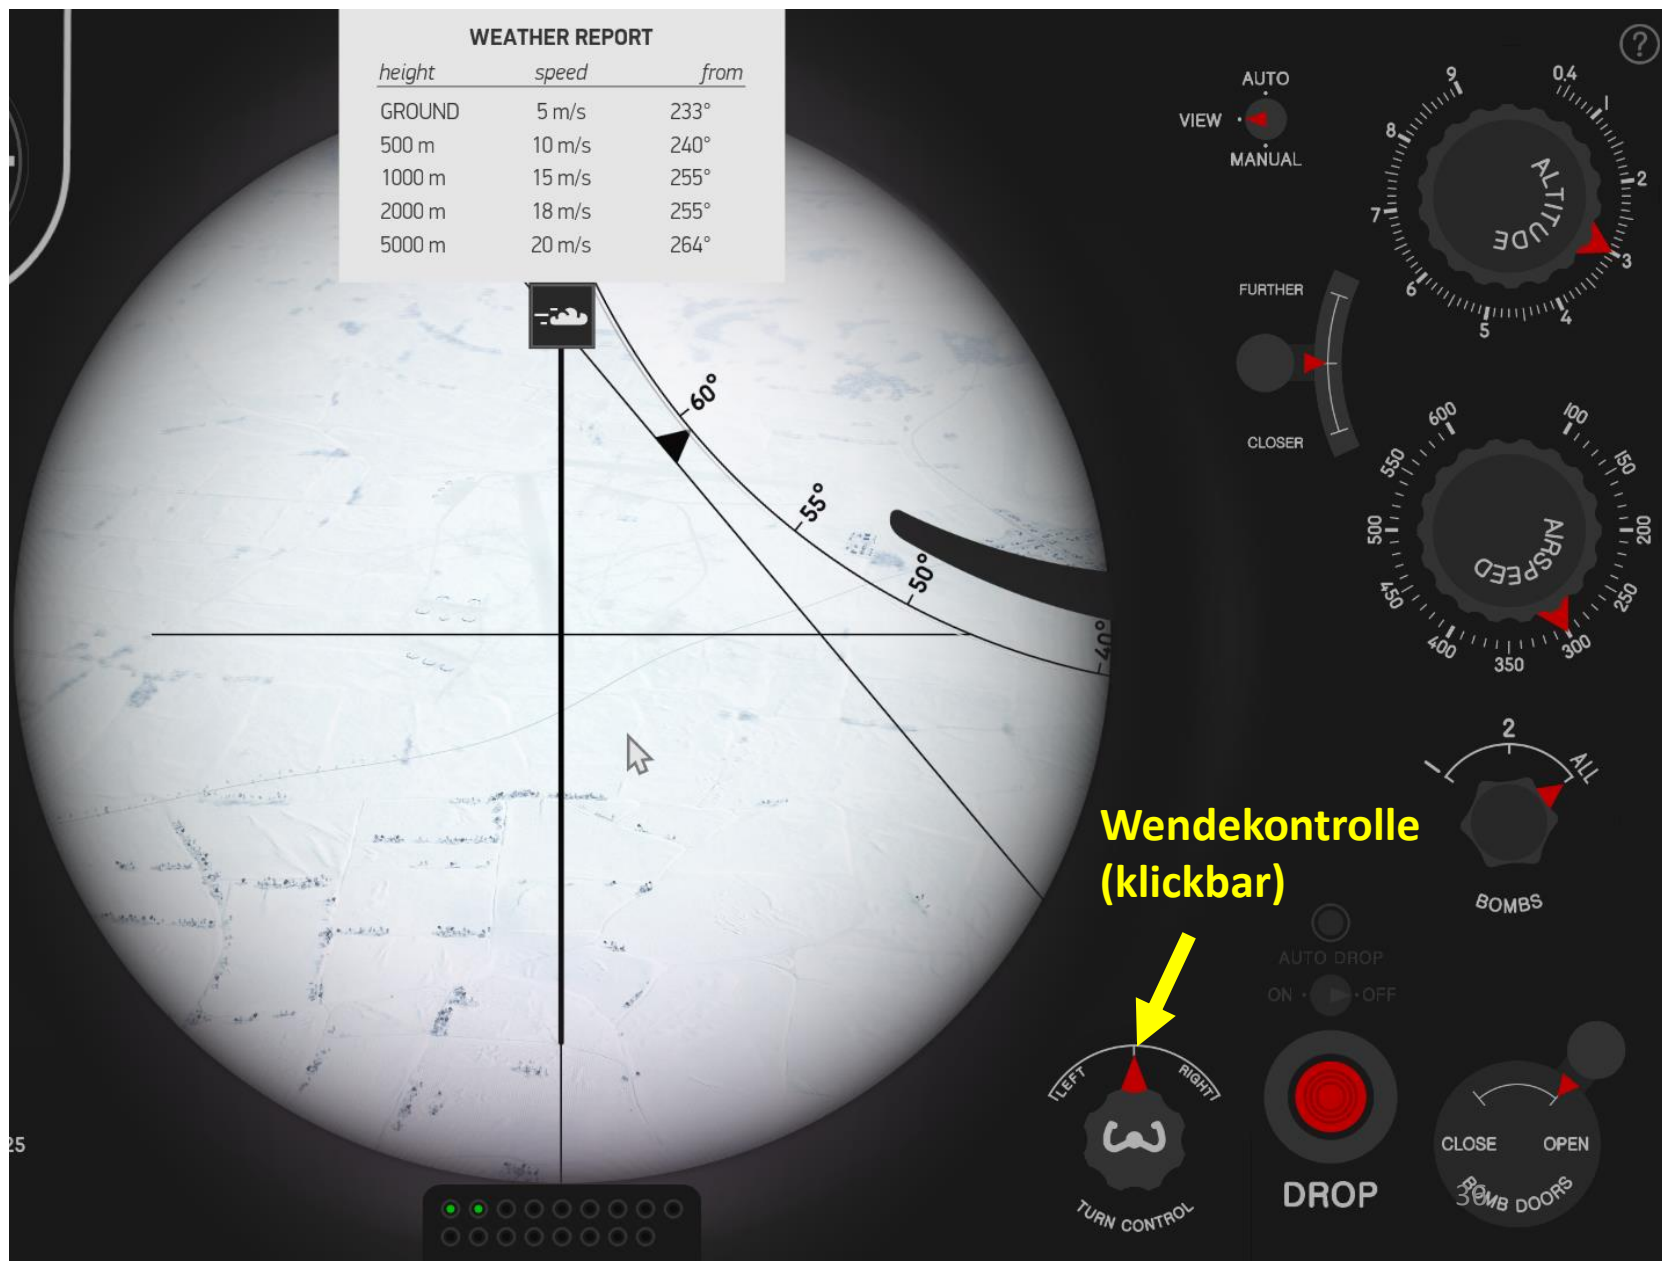 WEATHER REPORT
height speed from
GROUND 5 m/s 233°
500 m 10 m/s 240°
1000 m 15 m/s 255°
2000 m 18 m/s 255°
5000 m 20 m/s 264°
60°
55°
50°
40°
25
?
AUTO
VIEW
MANUAL
0.4
1
2
3
4
5
6
7
8
9
ALTITUDE
FURTHER
CLOSER
100
150
200
250
300
350
400
450
500
550
600
AIRSPEED
1
2
ALL
BOMBS
Wendekontrolle
(klickbar)
AUTO DROP
ON OFF
LEFT RIGHT
TURN CONTROL
DROP
CLOSE OPEN
BOMB DOORS